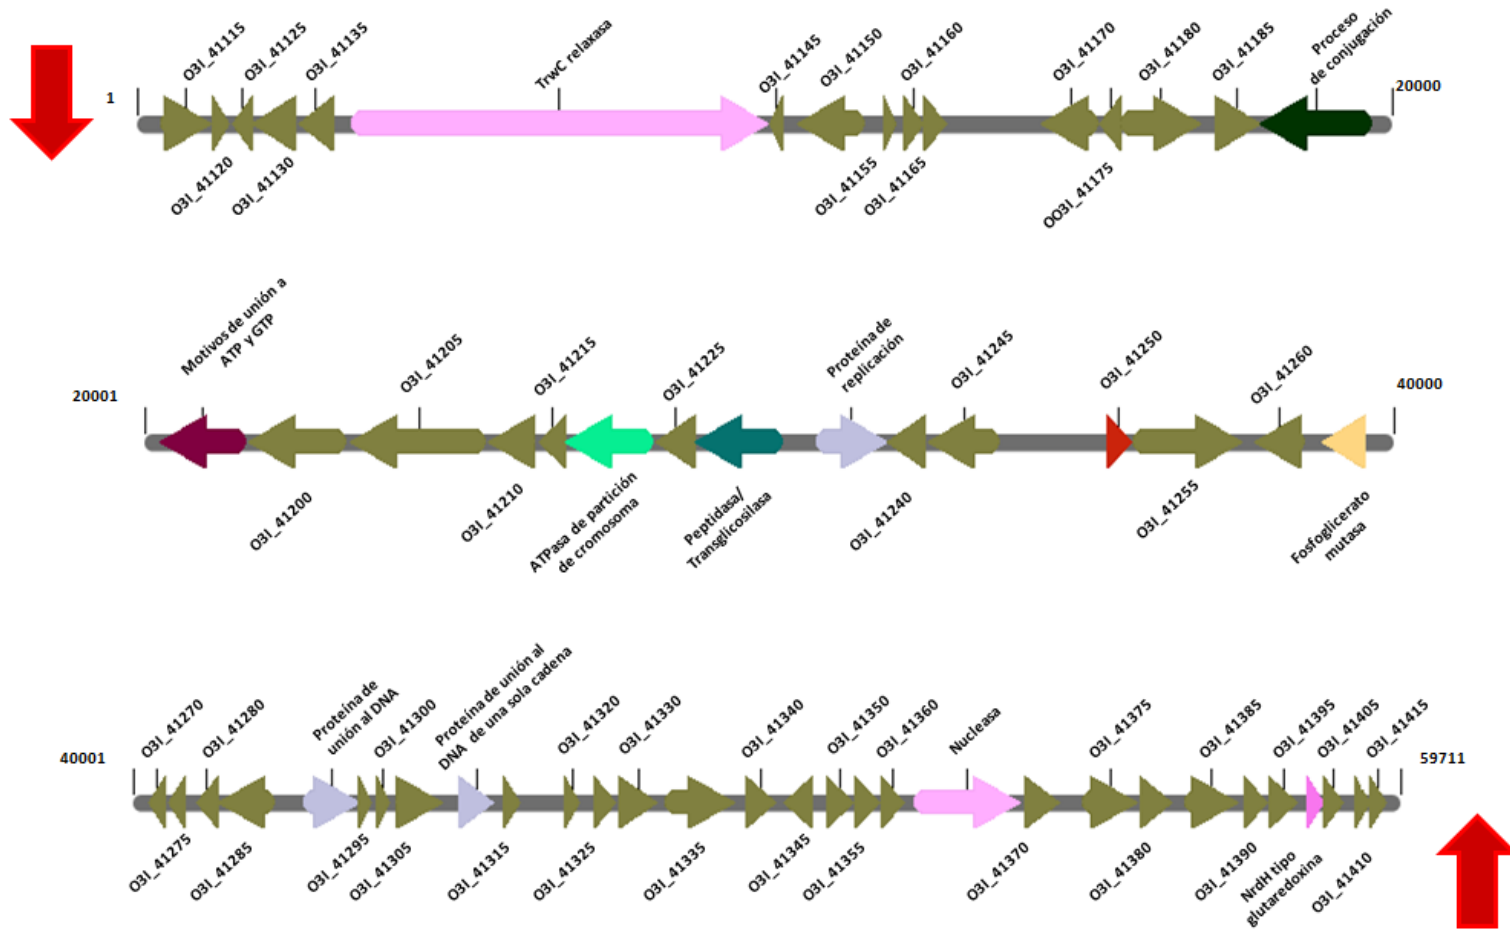 1
O3I_41115
O3I_41125
O3I_41135
TrwC relaxasa
O3I_41145
O3I_41150
O3I_41160
O3I_41170
O3I_41180
O3I_41185
Proceso
de conjugación
20000
O3I_41120
O3I_41130
O3I_41155
O3I_41165
OO3I_41175
20001
Motivos de unión a
ATP y GTP
O3I_41205
O3I_41215
O3I_41225
Proteína de
replicación
O3I_41245
O3I_41250
O3I_41260
40000
O3I_41200
O3I_41210
ATPasa de partición
de cromosoma
Peptidasa/
Transglicosilasa
O3I_41240
O3I_41255
Fosfoglicerato
mutasa
40001
O3I_41270
O3I_41280
Proteína de
unión al DNA
O3I_41300
Proteína de unión al
DNA de una sola cadena
O3I_41320
O3I_41330
O3I_41340
O3I_41350
O3I_41360
Nucleasa
O3I_41375
O3I_41385
O3I_41395
O3I_41405
O3I_41415
59711
O3I_41275
O3I_41285
O3I_41295
O3I_41305
O3I_41315
O3I_41325
O3I_41335
O3I_41345
O3I_41355
O3I_41370
O3I_41380
O3I_41390
NrdH tipo
glutaredoxina
O3I_41410